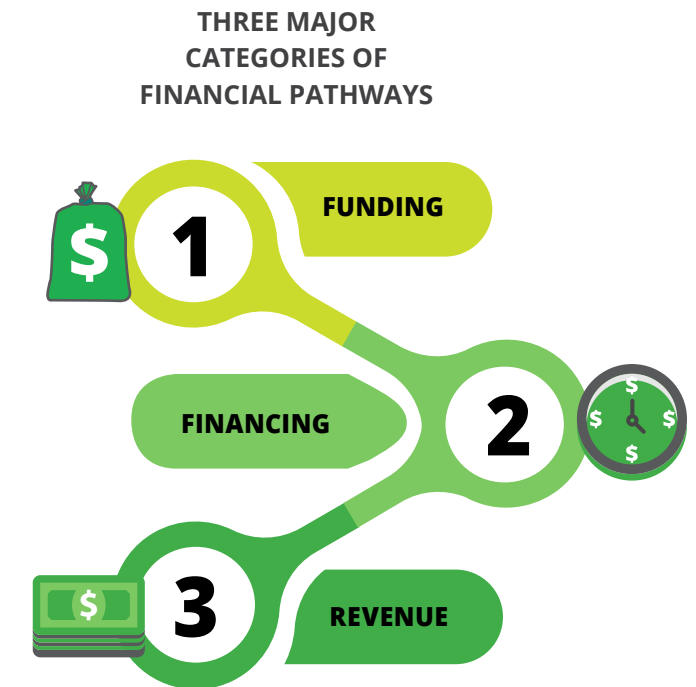 THREE MAJOR
CATEGORIES OF
FINANCIAL PATHWAYS
$
1
FUNDING
FINANCING
2
$
$
$
$
3
$
REVENUE